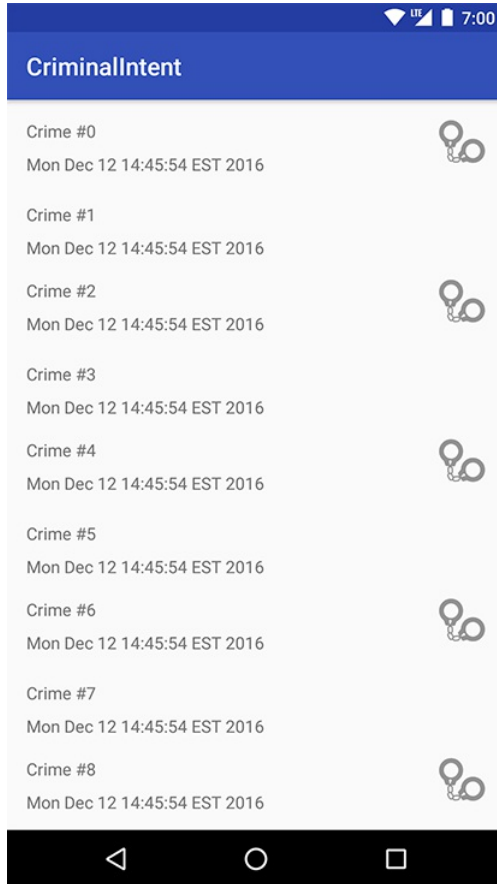 LTE 7:00
CriminalIntent
Crime #0
Mon Dec 12 14:45:54 EST 2016
Crime #1
Mon Dec 12 14:45:54 EST 2016
Crime #2
Mon Dec 12 14:45:54 EST 2016
Crime #3
Mon Dec 12 14:45:54 EST 2016
Crime #4
Mon Dec 12 14:45:54 EST 2016
Crime #5
Mon Dec 12 14:45:54 EST 2016
Crime #6
Mon Dec 12 14:45:54 EST 2016
Crime #7
Mon Dec 12 14:45:54 EST 2016
Crime #8
Mon Dec 12 14:45:54 EST 2016